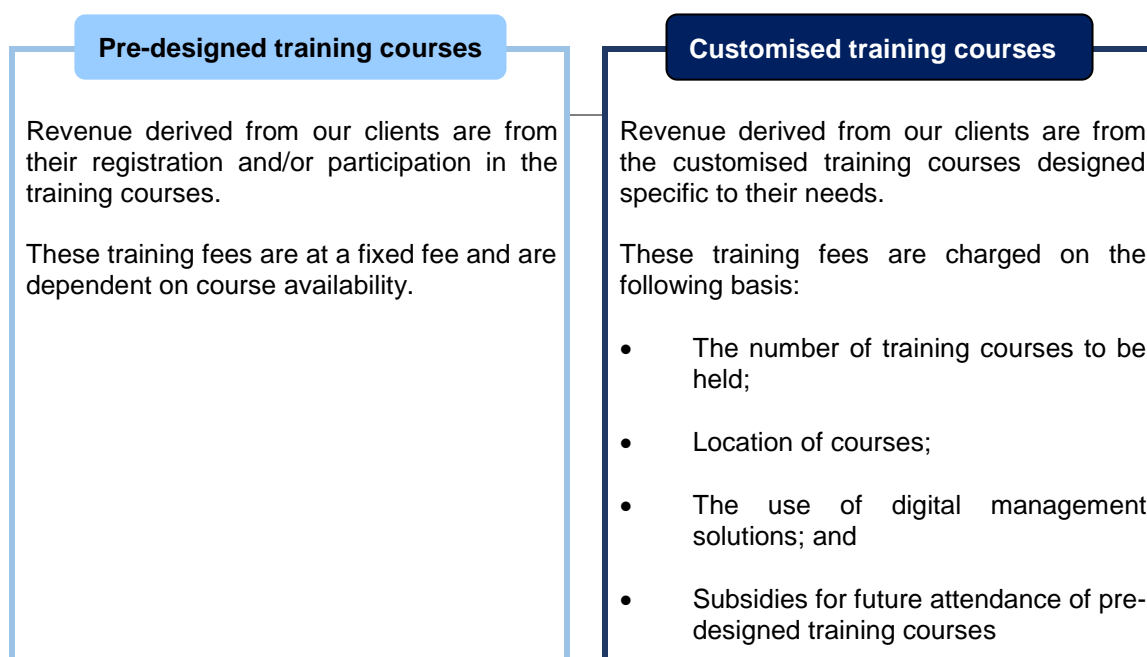 Pre-designed training courses
Revenue derived from our clients are from
their registration and/or participation in the
training courses.
These training fees are at a fixed fee and are
dependent on course availability.
Customised training courses
Revenue derived from our clients are from
the customised training courses designed
specific to their needs.
These training fees are charged on the
following basis:
• The number of training courses to be
held;
• Location of courses;
• The use of digital management
solutions; and
• Subsidies for future attendance of pre-
designed training courses